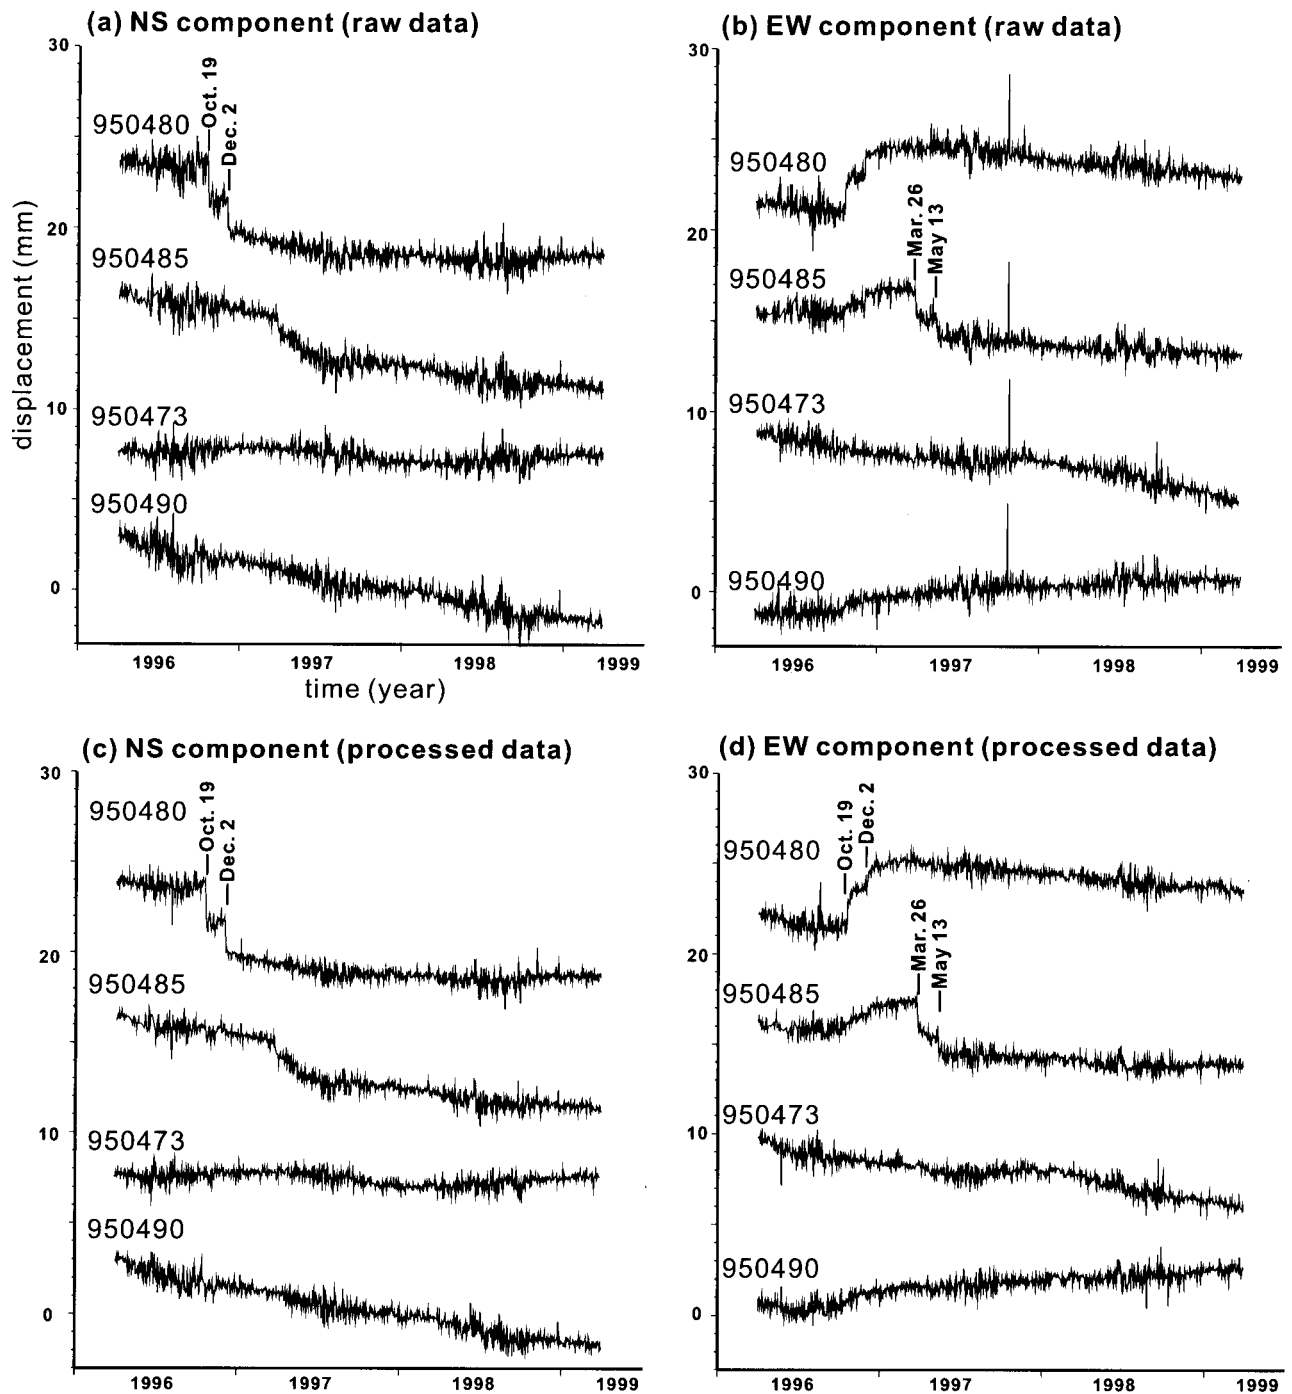 (a) NS component (raw data)
30
Oct. 19
950480
Dec. 2
20
950485
displacement (mm)
10
950473
950490
0
1996 1997 1998 1999
time (year)
(b) EW component (raw data)
30
950480
20
Mar. 26
May 13
950485
950473
10
950490
0
1996 1997 1998 1999
(c) NS component (processed data)
30
950480
Oct. 19
Dec. 2
20
950485
10
950473
950490
0
1996 1997 1998 1999
(d) EW component (processed data)
30
Oct. 19
Dec. 2
950480
20
Mar. 26
May 13
950485
10
950473
950490
0
1996 1997 1998 1999